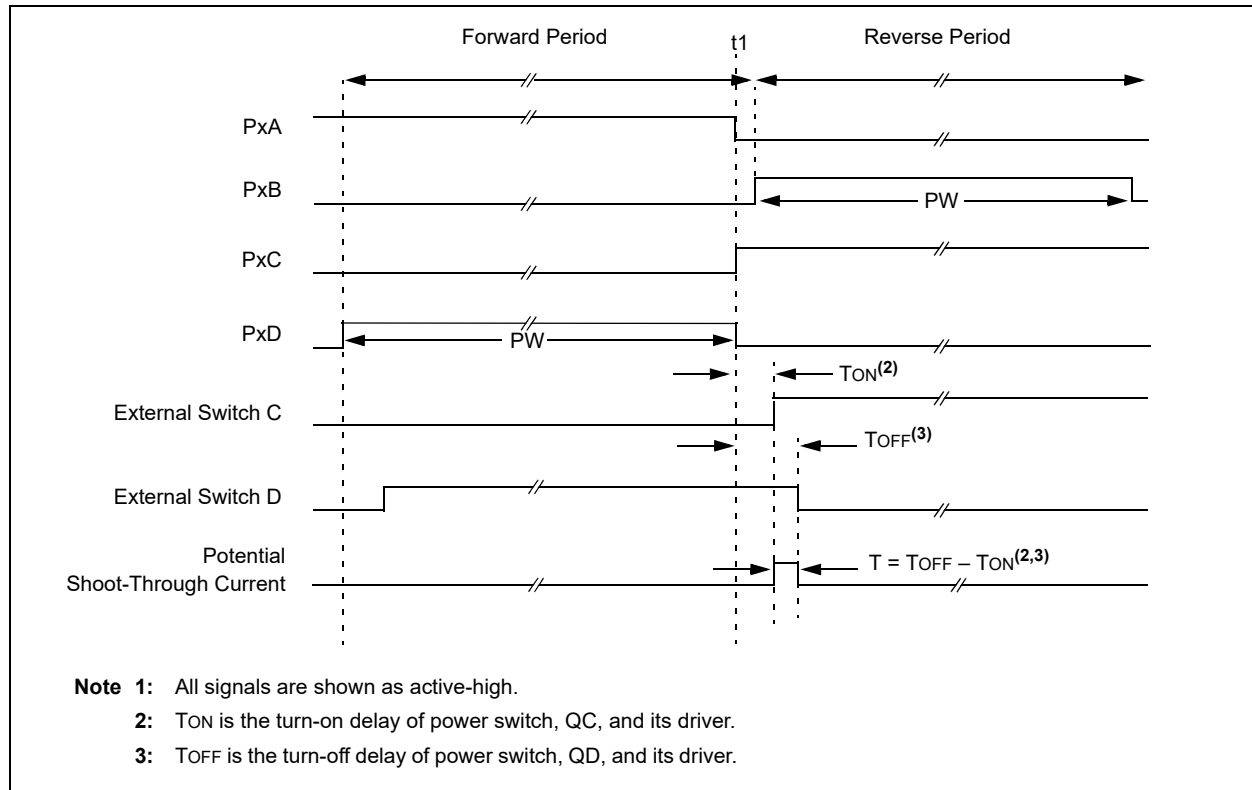 Forward Period
t1
Reverse Period
PxA
PxB
PW
PxC
PxD
PW
TON(2)
External Switch C
TOFF(3)
External Switch D
Potential
Shoot-Through Current
T = TOFF – TON(2,3)
Note 1: All signals are shown as active-high.
2: TON is the turn-on delay of power switch, QC, and its driver.
3: TOFF is the turn-off delay of power switch, QD, and its driver.